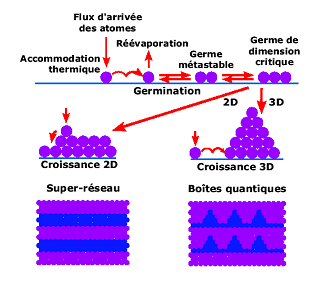 Flux d'arrivée
des atomes
Réévaporation
Accommodation
thermique
Germe
métastable
Germe de
dimension
critique
Germination
2D
3D
Croissance 2D
Croissance 3D
Super-réseau
Boîtes quantiques